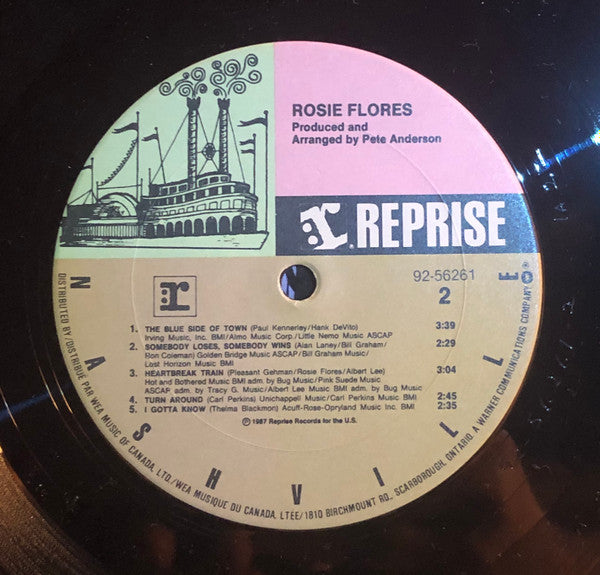 ROSIE FLORES
Produced and
Arranged by Pete Anderson
r. REPRISE
92-56261
2
r
1. THE BLUE SIDE OF TOWN (Paul Kennerley/Hank DeVito) 3:39
Irving Music, Inc. BMI/Almo Music Corp./Little Nemo Music ASCAP
2. SOMEBODY LOSES, SOMEBODY WINS (Alan Laney/Bill Graham/ 2:29
Ron Coleman) Golden Bridge Music ASCAP/Bill Graham Music/
Lost Horizon Music BMI
3. HEARTBREAK TRAIN (Pleasant Gehman/Rosie Flores/Albert Lee) 3:04
Hot and Bothered Music BMI adm. by Bug Music/Pink Suede Music
ASCAP adm. by Tracy G. Music/Albert Lee Music BMI adm. by Bug Music
4. TURN AROUND (Carl Perkins) Unichappell Music/Carl Perkins Music BMI 2:45
5. I GOTTA KNOW (Thelma Blackmon) Acuff-Rose-Opryland Music Inc. BMI 2:35
℗ 1987 Reprise Records for the U.S.
NASHVILLE
DISTRIBUTED BY/DISTRIBUÉ PAR WEA MUSIC OF CANADA, LTD./WEA MUSIQUE DU CANADA, LTÉE/1810 BIRCHMOUNT RD., SCARBOROUGH, ONTARIO. A WARNER COMMUNICATIONS COMPANY